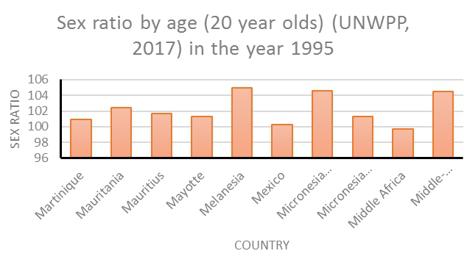 Sex ratio by age (20 year olds) (UNWPP,
2017) in the year 1995
SEX RATIO
106
104
102
100
98
96
Martinique
Mauritania
Mauritius
Mayotte
Melanesia
Mexico
Micronesia…
Micronesia…
Middle Africa
Middle-…
COUNTRY